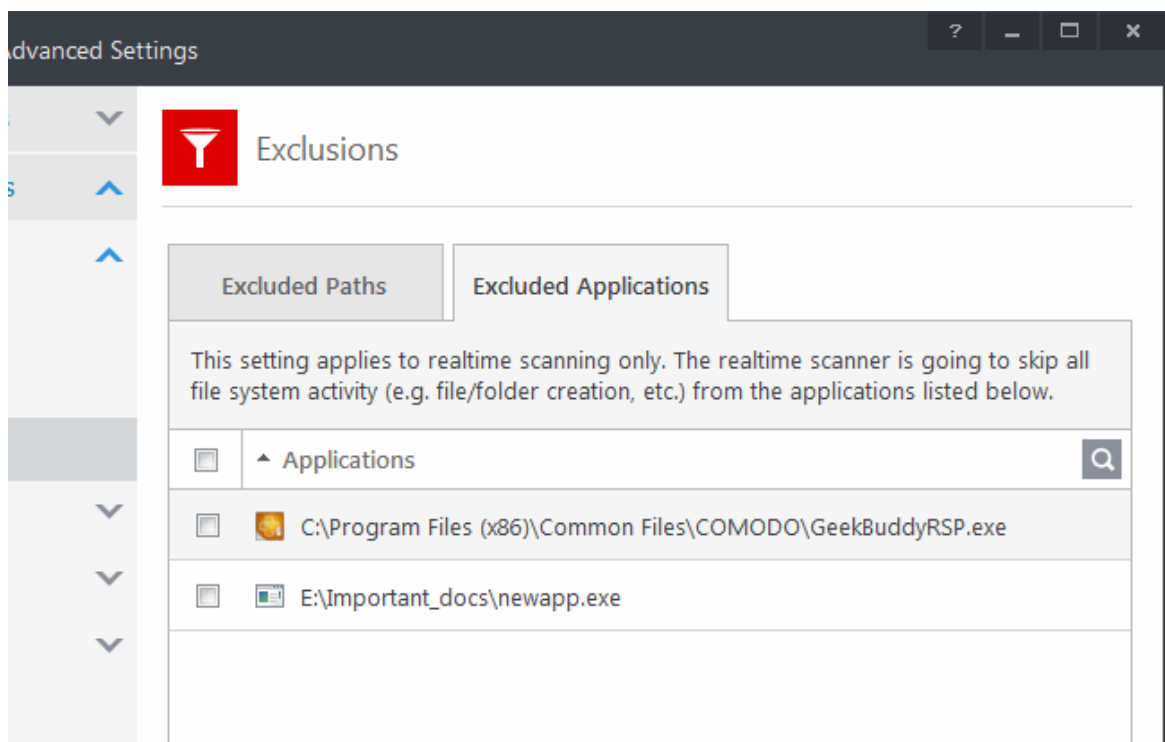 Advanced Settings
Exclusions
Excluded Paths
Excluded Applications
This setting applies to realtime scanning only. The realtime scanner is going to skip all
file system activity (e.g. file/folder creation, etc.) from the applications listed below.
Applications
C:\Program Files (x86)\Common Files\COMODO\GeekBuddyRSP.exe
E:\Important_docs\newapp.exe